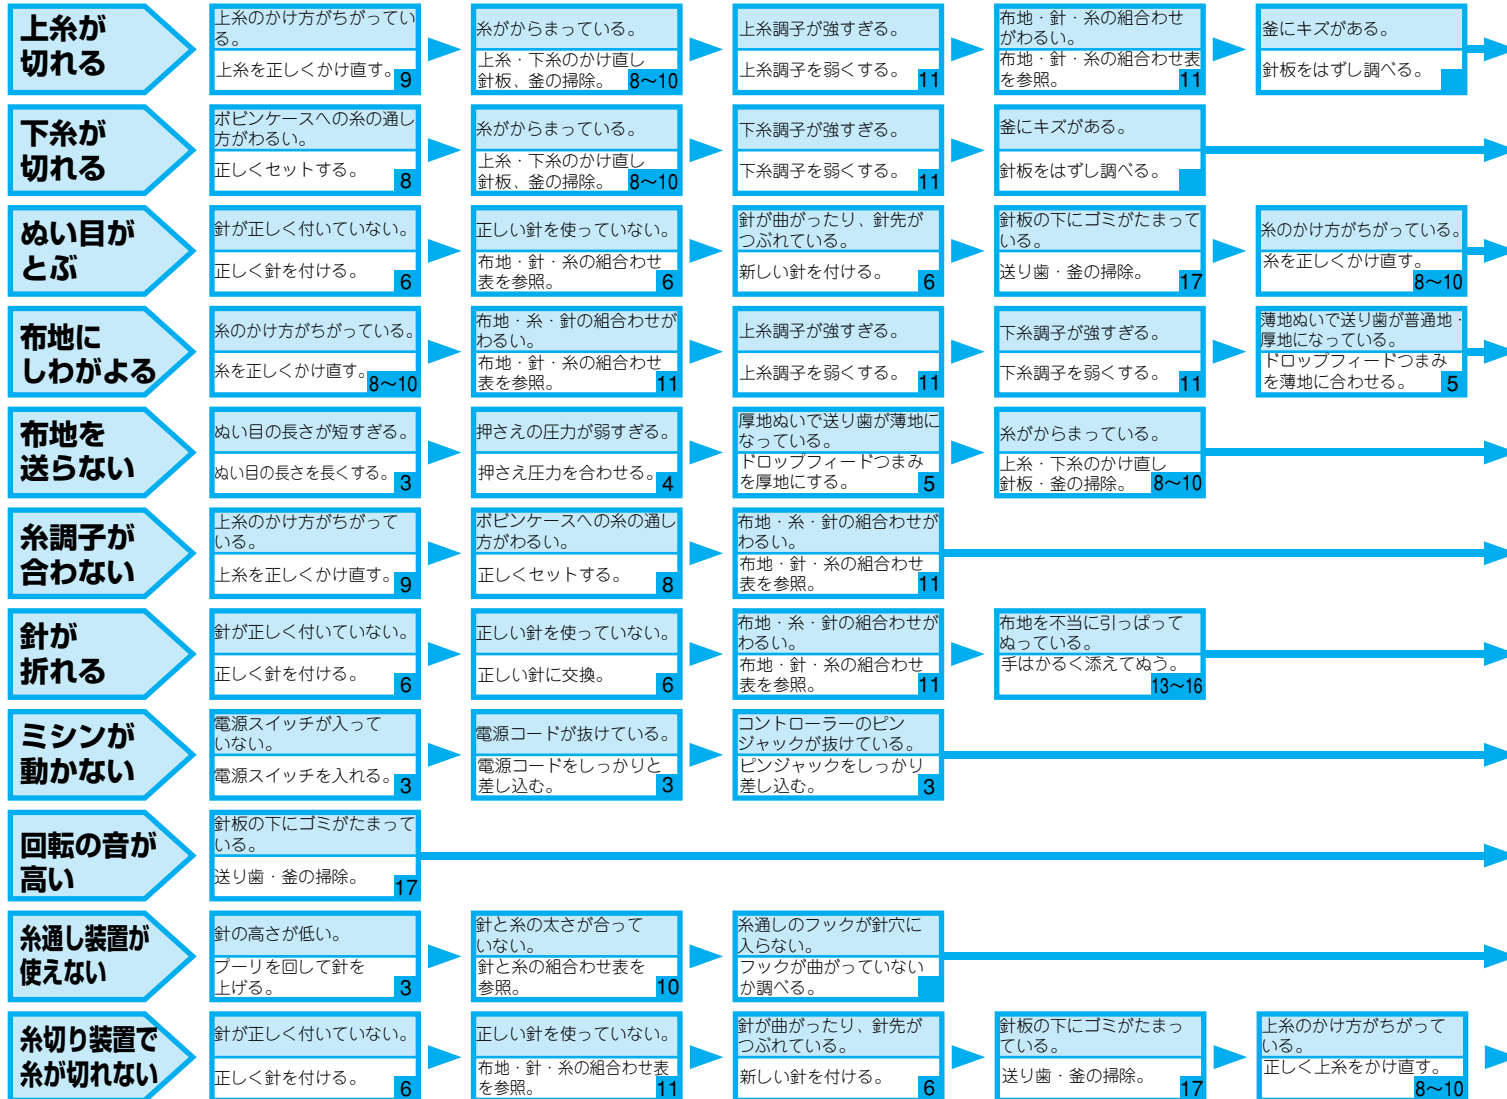 上糸が
切れる
上糸のかけ方がちがってい
る。
上糸を正しくかけ直す。 9
糸がからまっている。
上糸・下糸のかけ直し
針板、釜の掃除。 8〜10
上糸調子が強すぎる。
上糸調子を弱くする。 11
布地・針・糸の組合わせ
がわるい。
布地・針・糸の組合わせ表
を参照。 11
釜にキズがある。
針板をはずし調べる。
下糸が
切れる
ボビンケースへの糸の通し
方がわるい。
正しくセットする。 8
糸がからまっている。
上糸・下糸のかけ直し
針板、釜の掃除。 8〜10
下糸調子が強すぎる。
下糸調子を弱くする。 11
釜にキズがある。
針板をはずし調べる。
ぬい目が
とぶ
針が正しく付いていない。
正しく針を付ける。 6
正しい針を使っていない。
布地・針・糸の組合わせ
表を参照。 6
針が曲がったり、針先が
つぶれている。
新しい針を付ける。 6
針板の下にゴミがたまって
いる。
送り歯・釜の掃除。 17
糸のかけ方がちがっている。
糸を正しくかけ直す。
8〜10
布地に
しわがよる
糸のかけ方がちがっている。
糸を正しくかけ直す。 8〜10
布地・糸・針の組合わせが
わるい。
布地・針・糸の組合わせ
表を参照。 11
上糸調子が強すぎる。
上糸調子を弱くする。 11
下糸調子が強すぎる。
下糸調子を弱くする。 11
薄地ぬいで送り歯が普通地・
厚地になっている。
ドロップフィードつまみ
を薄地に合わせる。 5
布地を
送らない
ぬい目の長さが短すぎる。
ぬい目の長さを長くする。 3
押さえの圧力が弱すぎる。
押さえ圧力を合わせる。 4
厚地ぬいで送り歯が薄地に
なっている。
ドロップフィードつまみ
を厚地にする。 5
糸がからまっている。
上糸・下糸のかけ直し
針板・釜の掃除。 8〜10
糸調子が
合わない
上糸のかけ方がちがって
いる。
上糸を正しくかけ直す。 9
ボビンケースへの糸の通し
方がわるい。
正しくセットする。 8
布地・糸・針の組合わせが
わるい。
布地・針・糸の組合わせ
表を参照。 11
針が
折れる
針が正しく付いていない。
正しく針を付ける。 6
正しい針を使っていない。
正しい針に交換。 6
布地・糸・針の組合わせが
わるい。
布地・針・糸の組合わせ
表を参照。 11
布地を不当に引っぱって
ぬっている。
手はかるく添えてぬう。
13〜16
ミシンが
動かない
電源スイッチが入って
いない。
電源スイッチを入れる。 3
電源コードが抜けている。
電源コードをしっかりと
差し込む。 3
コントローラーのピン
ジャックが抜けている。
ピンジャックをしっかり
差し込む。 3
回転の音が
高い
針板の下にゴミがたまって
いる。
送り歯・釜の掃除。 17
糸通し装置が
使えない
針の高さが低い。
プーリを回して針を
上げる。 3
針と糸の太さが合って
いない。
針と糸の組合わせ表を
参照。 10
糸通しのフックが針穴に
入らない。
フックが曲がっていない
か調べる。
糸切り装置で
糸が切れない
針が正しく付いていない。
正しく針を付ける。 6
正しい針を使っていない。
布地・針・糸の組合わせ表
を参照。 11
針が曲がったり、針先が
つぶれている。
新しい針を付ける。 6
針板の下にゴミがたまっ
ている。
送り歯・釜の掃除。 17
上糸のかけ方がちがって
いる。
正しく上糸をかけ直す。
8〜10